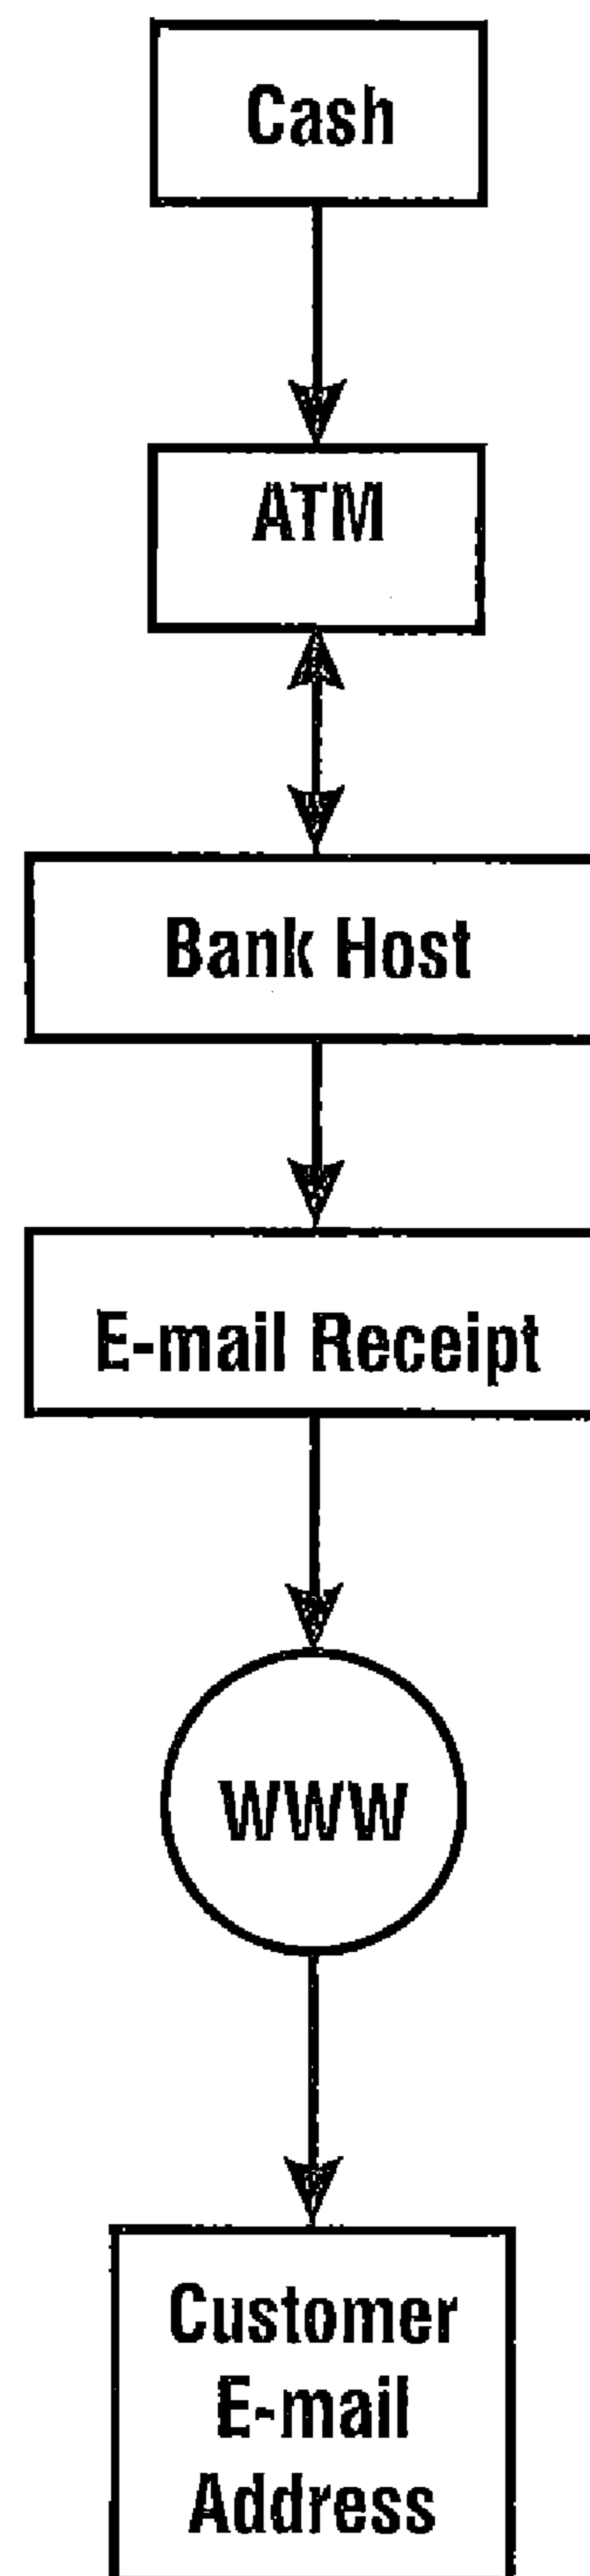 Cash
ATM
Bank Host
E-mail Receipt
WWW
Customer
E-mail
Address